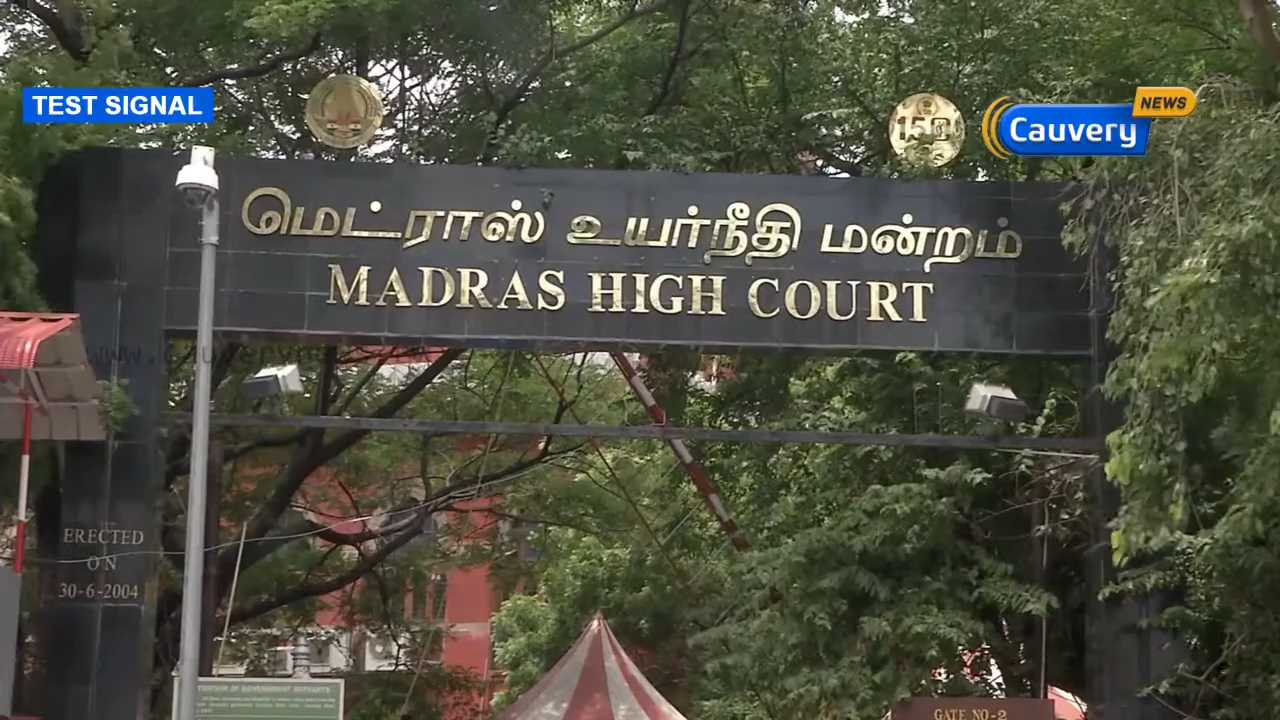 TEST SIGNAL
150
Cauvery
NEWS
மெட்ராஸ் உயர்நீதி மன்றம்
MADRAS HIGH COURT
ERECTED
ON
30-6-2004
GATE NO-2